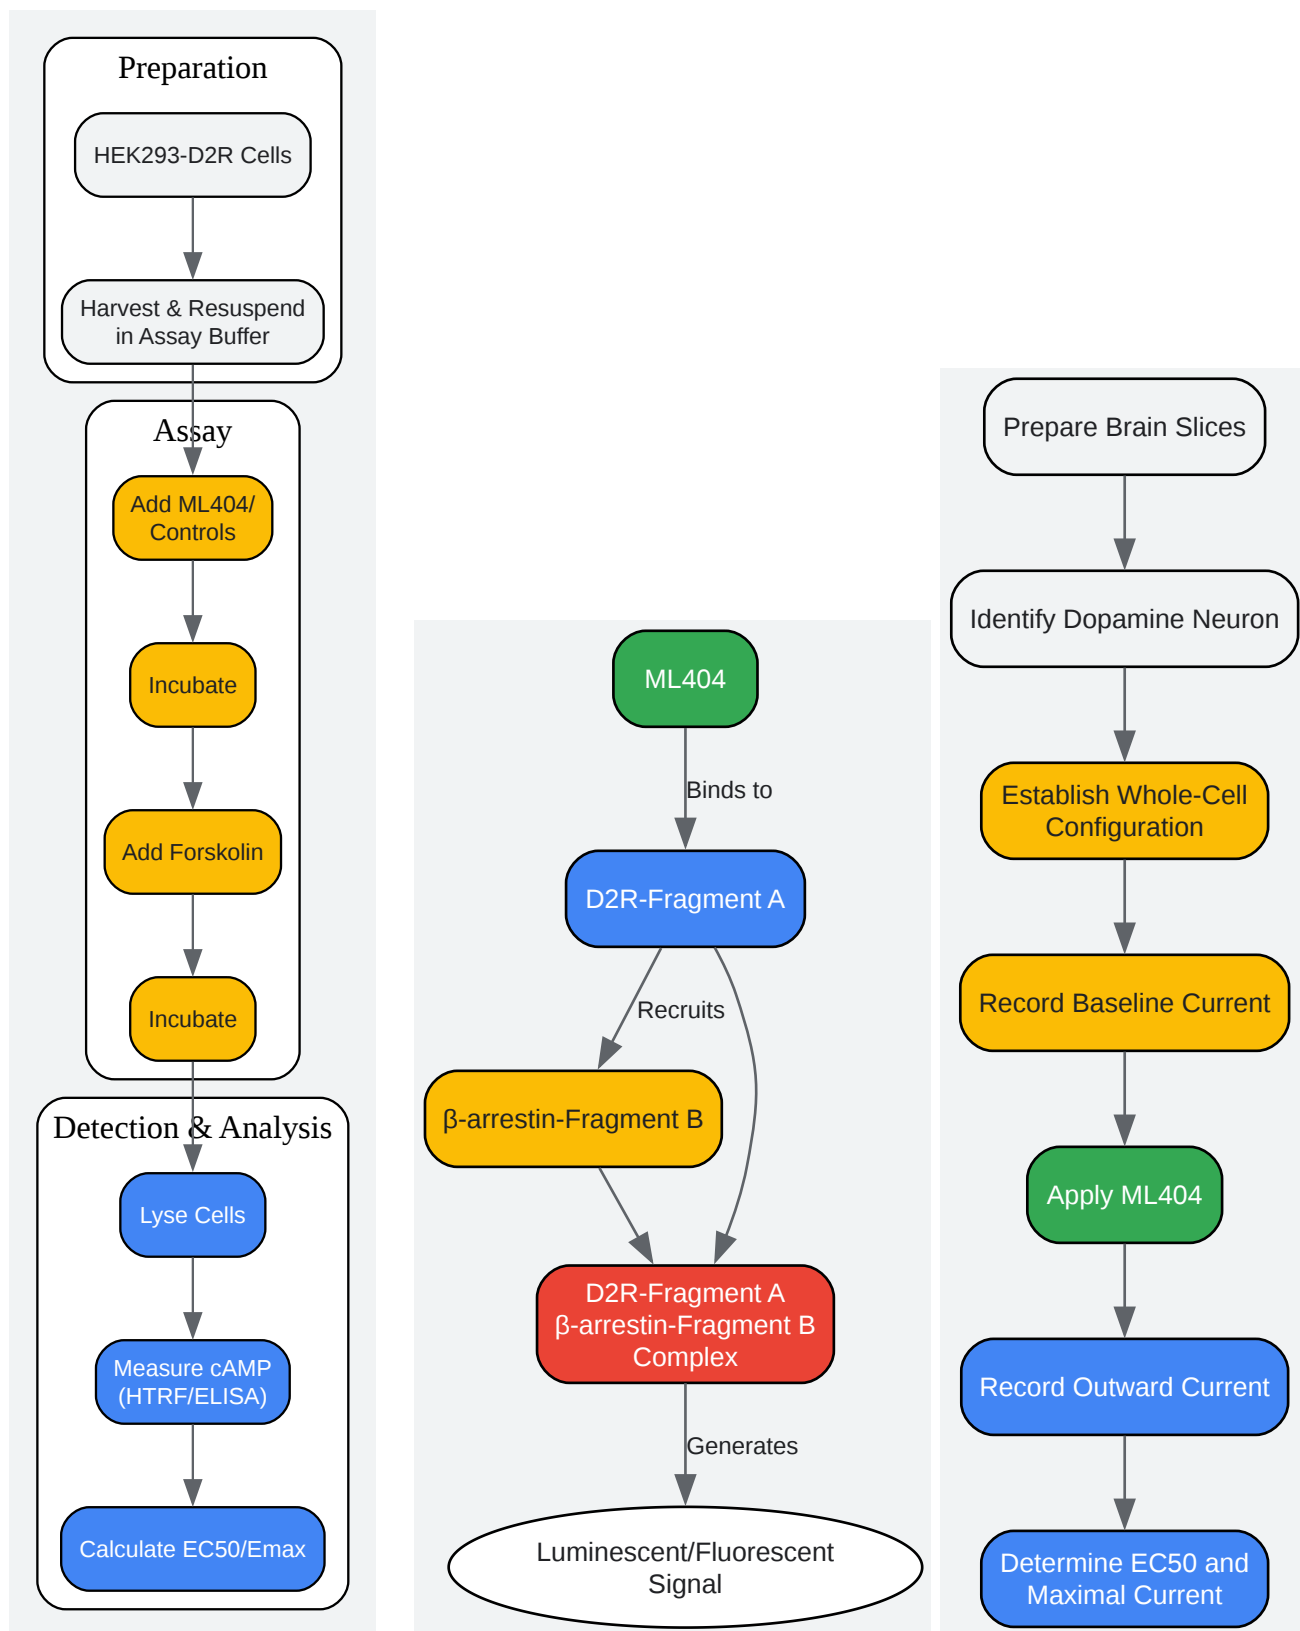 Preparation
HEK293-D2R Cells
Harvest & Resuspend
in Assay Buffer
Assay
Add ML404/
Controls
Incubate
Add Forskolin
Incubate
Detection & Analysis
Lyse Cells
Measure cAMP
(HTRF/ELISA)
Calculate EC50/Emax
ML404
Binds to
D2R-Fragment A
Recruits
β-arrestin-Fragment B
D2R-Fragment A
β-arrestin-Fragment B
Complex
Generates
Luminescent/Fluorescent
Signal
Prepare Brain Slices
Identify Dopamine Neuron
Establish Whole-Cell
Configuration
Record Baseline Current
Apply ML404
Record Outward Current
Determine EC50 and
Maximal Current